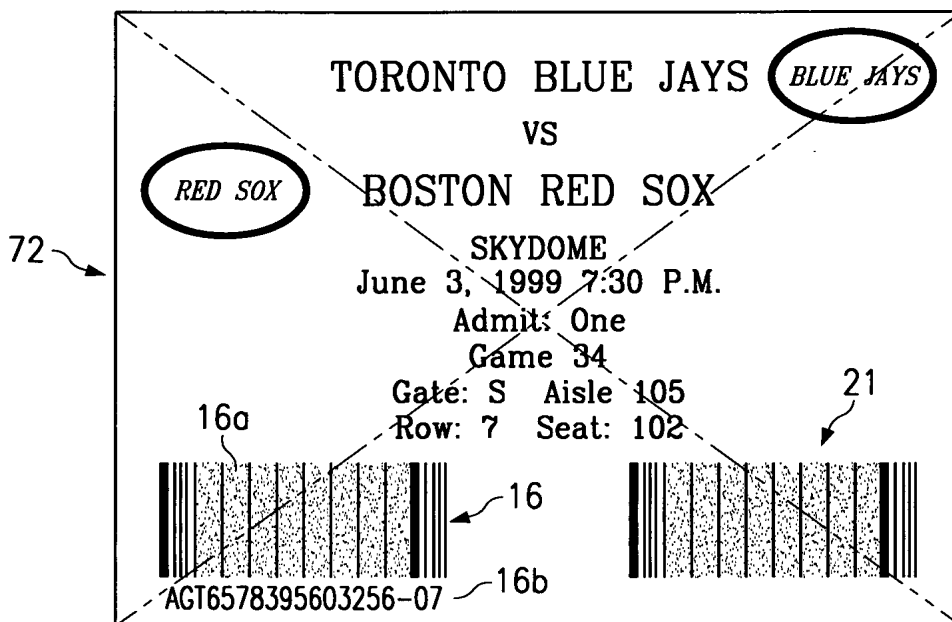 TORONTO BLUE JAYS
BLUE JAYS
VS
RED SOX
BOSTON RED SOX
SKYDOME
72
June 3, 1999 7:30 P.M.
Admit: One
Game 34
Gate: S Aisle 105
Row: 7 Seat: 102
16a
21
16
AGT6578395603256-07
16b